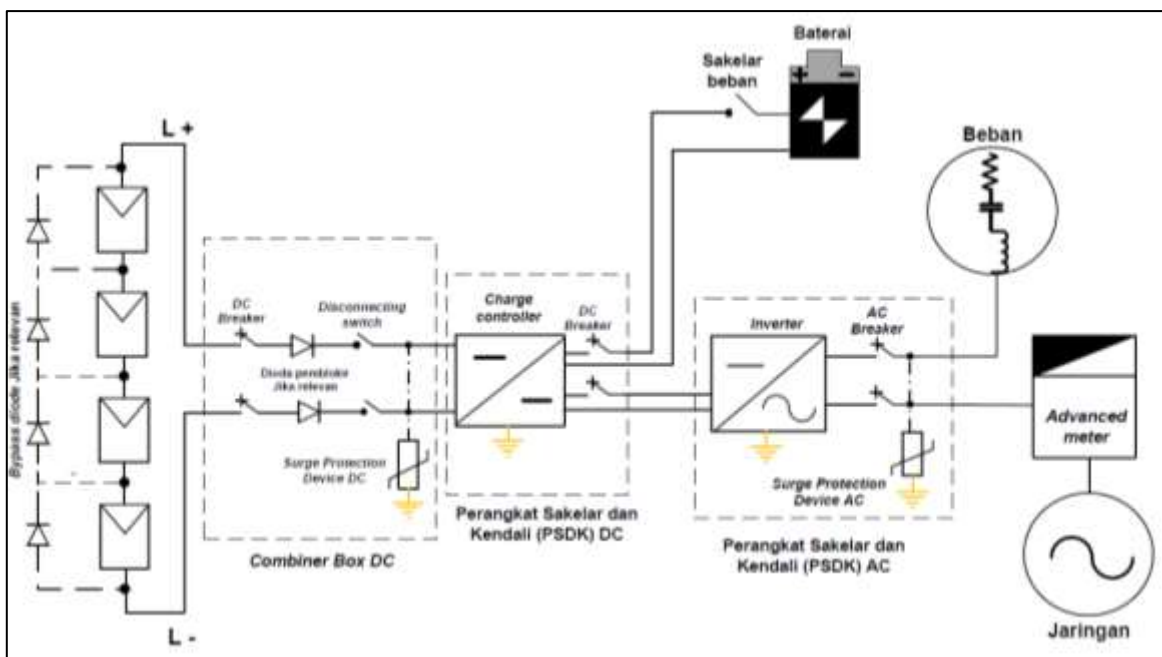 Baterai
Sakelar
beban
+ -
L +
Beban
Bypass diode Jika relevan
DC
Breaker
Disconnecting
switch
Charge
controller
DC
Breaker
Inverter
AC
Breaker
Dioda pemblokir
Jika relevan
Advanced
meter
Surge Protection
Device DC
Surge Protection
Device AC
Perangkat Sakelar dan
Kendali (PSDK) DC
Combiner Box DC
Perangkat Sakelar dan
Kendali (PSDK) AC
L -
Jaringan